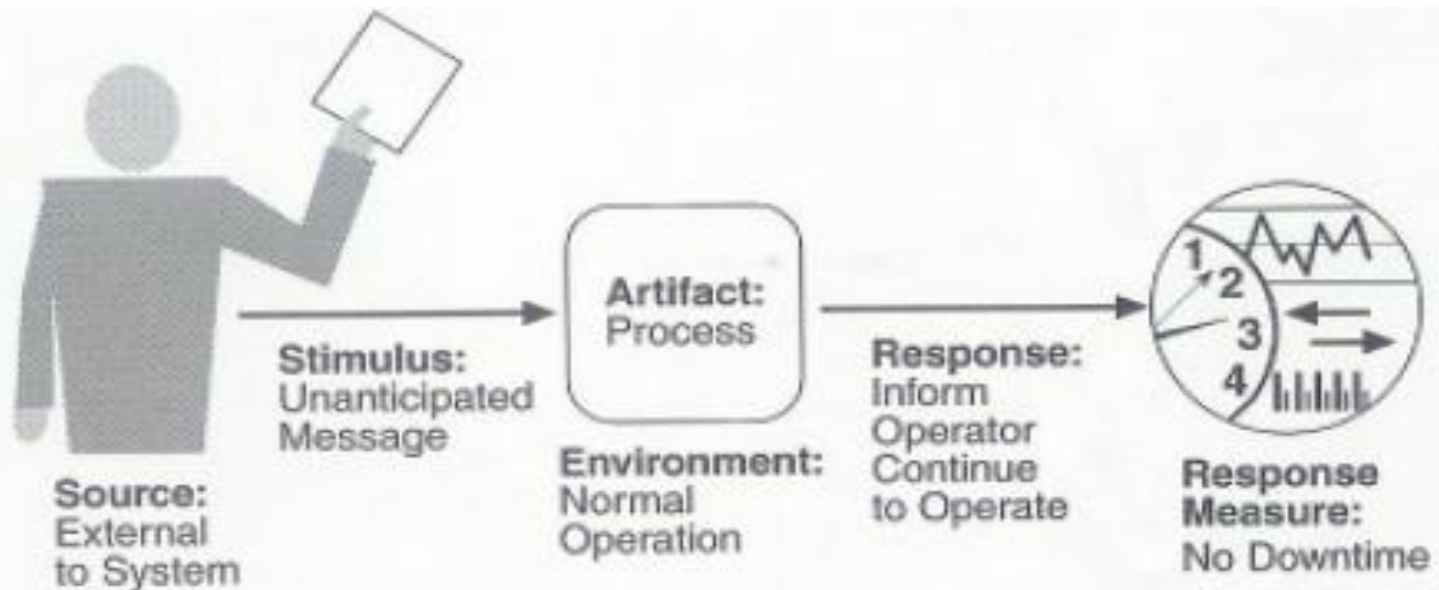 Source:
External
to System
Stimulus:
Unanticipated
Message
Artifact:
Process
Environment:
Normal
Operation
Response:
Inform
Operator
Continue
to Operate
1
2
3
4
Response
Measure:
No Downtime